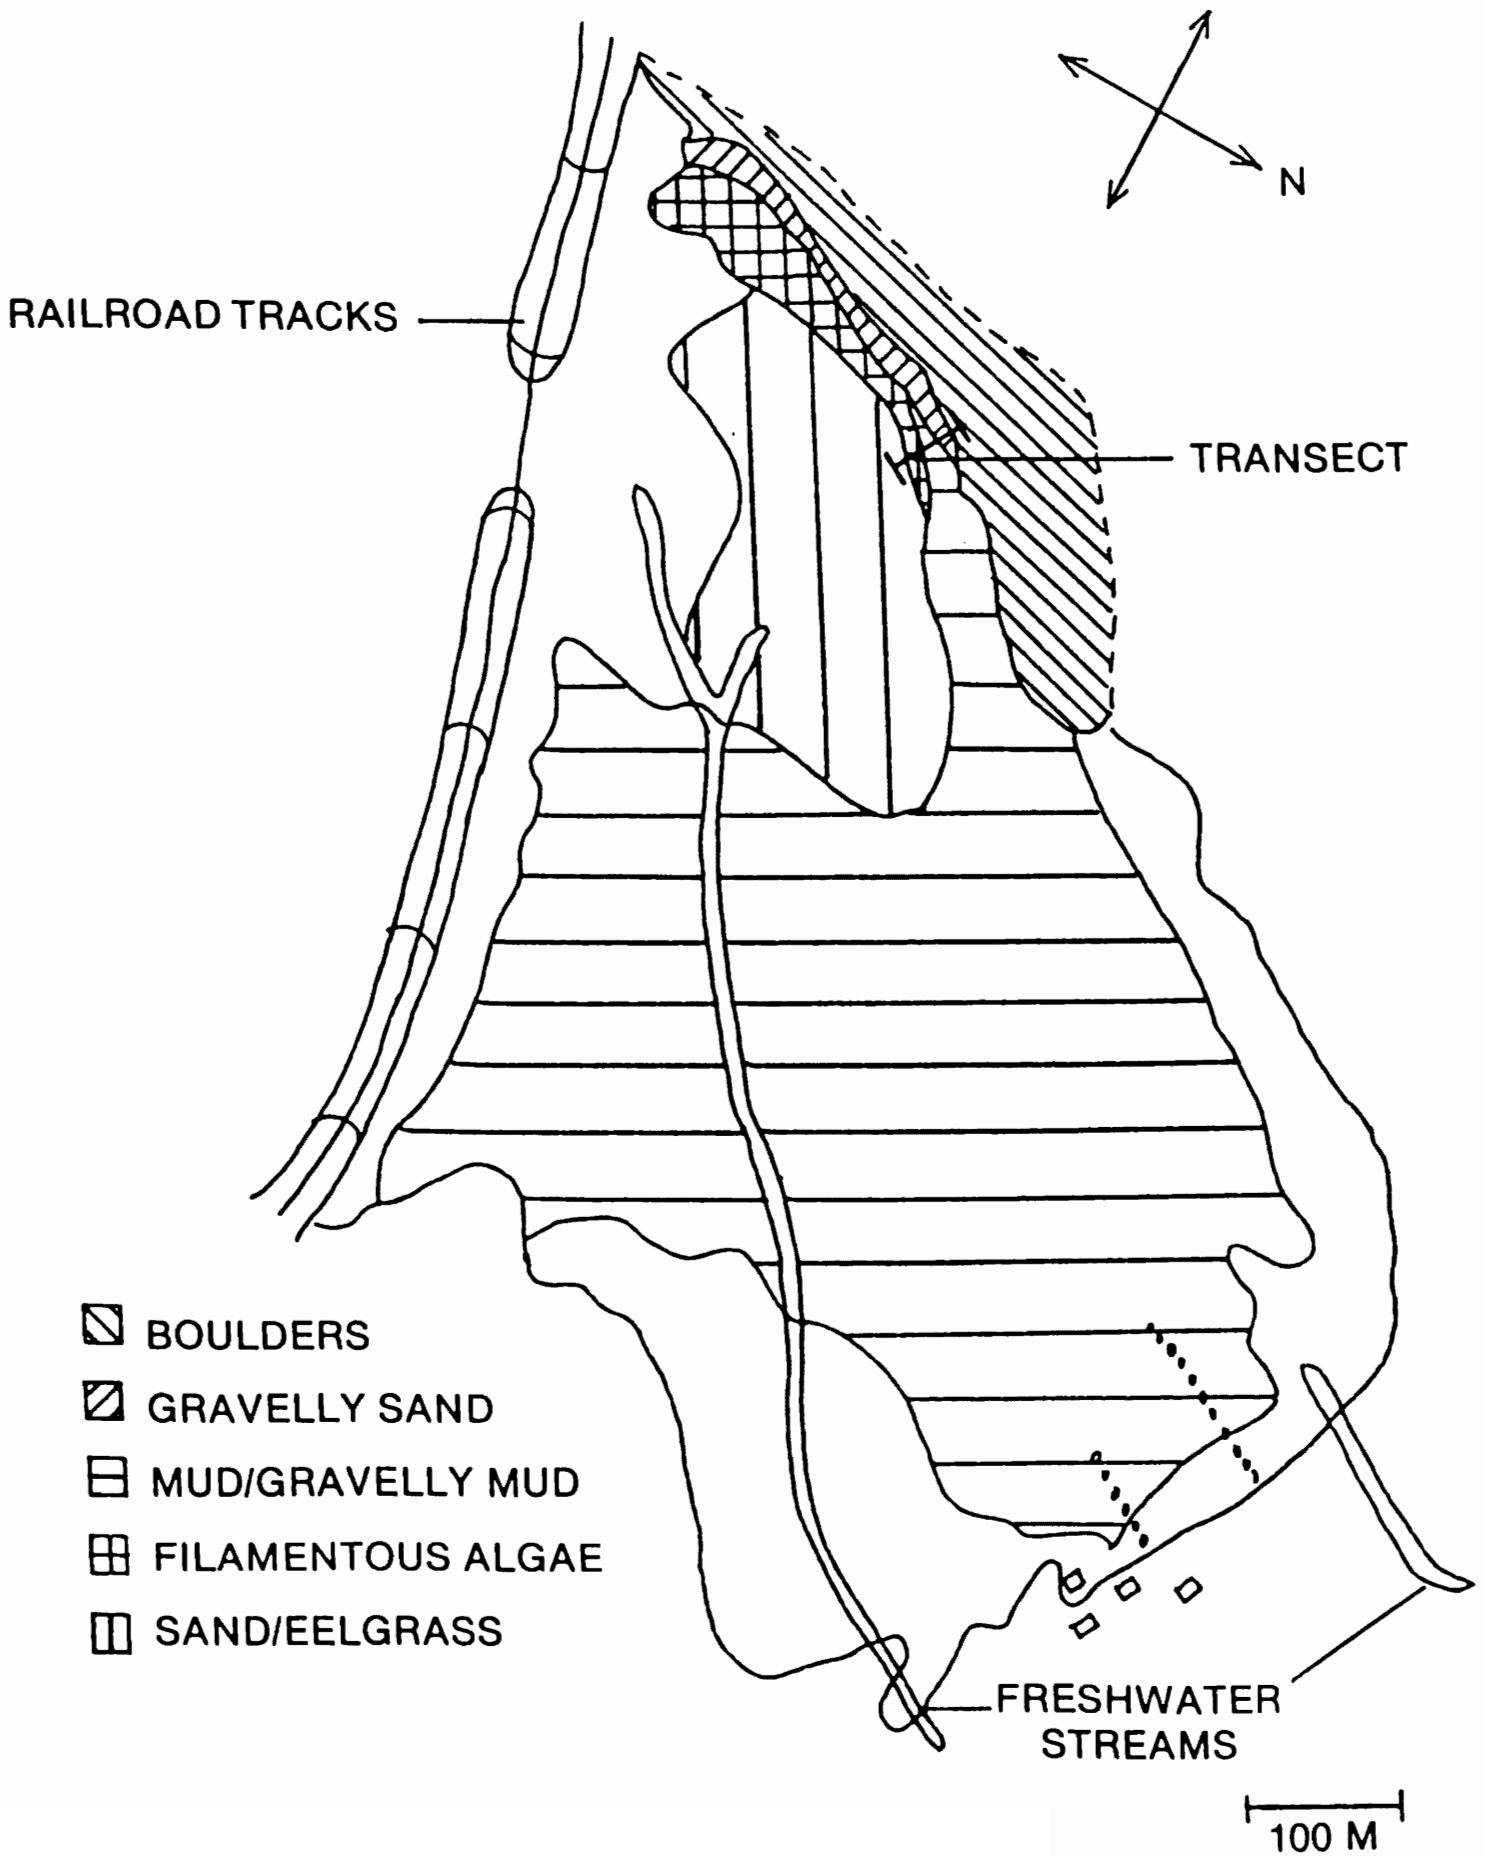 N
RAILROAD TRACKS
TRANSECT
BOULDERS
GRAVELLY SAND
MUD/GRAVELLY MUD
FILAMENTOUS ALGAE
SAND/EELGRASS
FRESHWATER
STREAMS
100 M